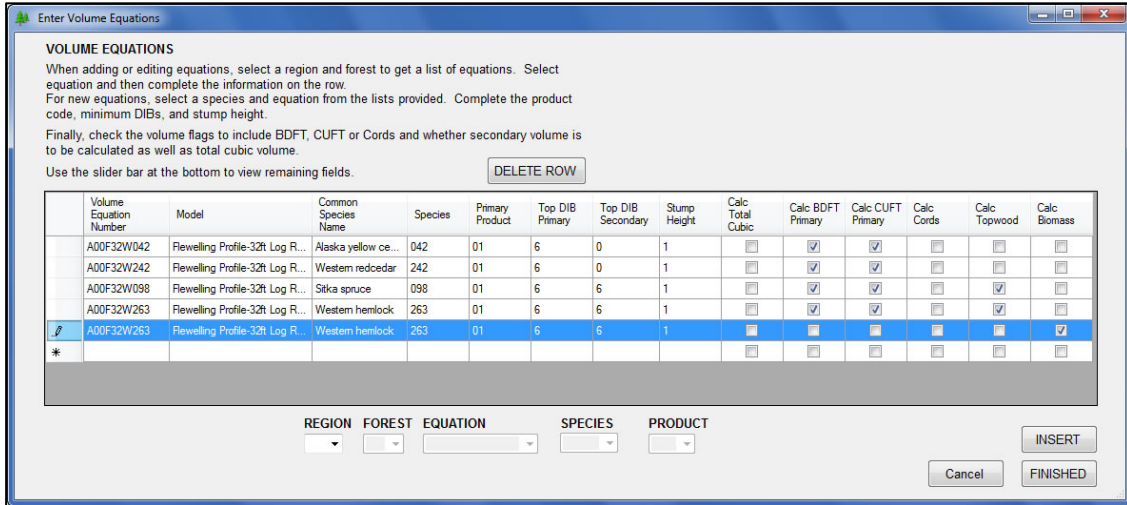 Enter Volume Equations
VOLUME EQUATIONS
When adding or editing equations, select a region and forest to get a list of equations. Select
equation and then complete the information on the row.
For new equations, select a species and equation from the lists provided. Complete the product
code, minimum DIBs, and stump height.
Finally, check the volume flags to include BDFT, CUFT or Cords and whether secondary volume is
to be calculated as well as total cubic volume.
Use the slider bar at the bottom to view remaining fields.
DELETE ROW
Volume Equation Number Model Common Species Name Species Primary Product Top DIB Primary Top DIB Secondary Stump Height Calc Total Cubic Calc BDFT Primary Calc CUFT Primary Calc Cords Calc Topwood Calc Biomass
A00F32W042 Flewelling Profile-32ft Log R... Alaska yellow ce... 042 01 6 0 1
A00F32W242 Flewelling Profile-32ft Log R... Western redcedar 242 01 6 0 1
A00F32W098 Flewelling Profile-32ft Log R... Sitka spruce 098 01 6 6 1
A00F32W263 Flewelling Profile-32ft Log R... Western hemlock 263 01 6 6 1
A00F32W263 Flewelling Profile-32ft Log R... Western hemlock 263 01 6 6 1
REGION FOREST EQUATION SPECIES PRODUCT
INSERT
Cancel FINISHED